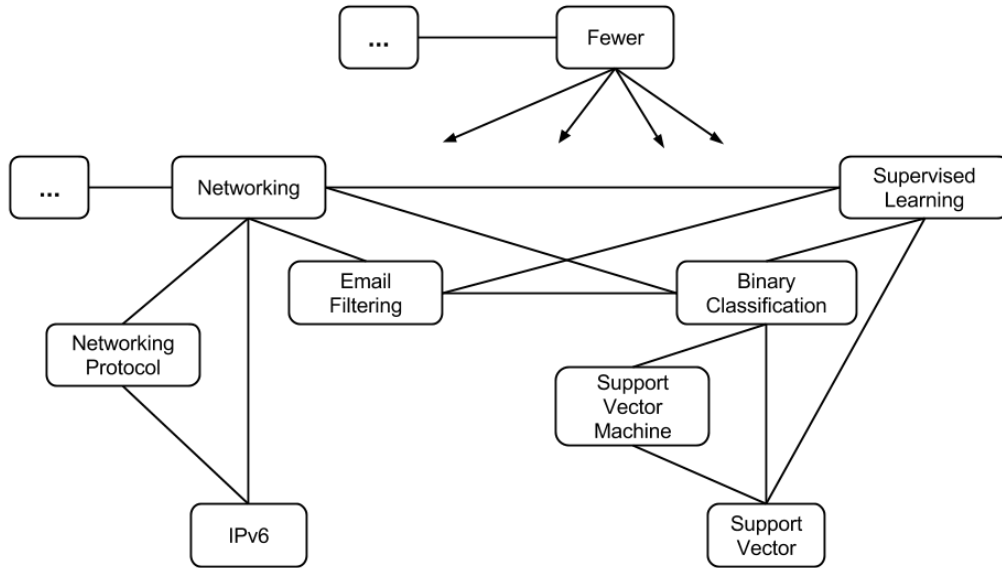 ...
Fewer
...
Networking
Supervised
Learning
Email
Filtering
Binary
Classification
Networking
Protocol
Support
Vector
Machine
IPv6
Support
Vector